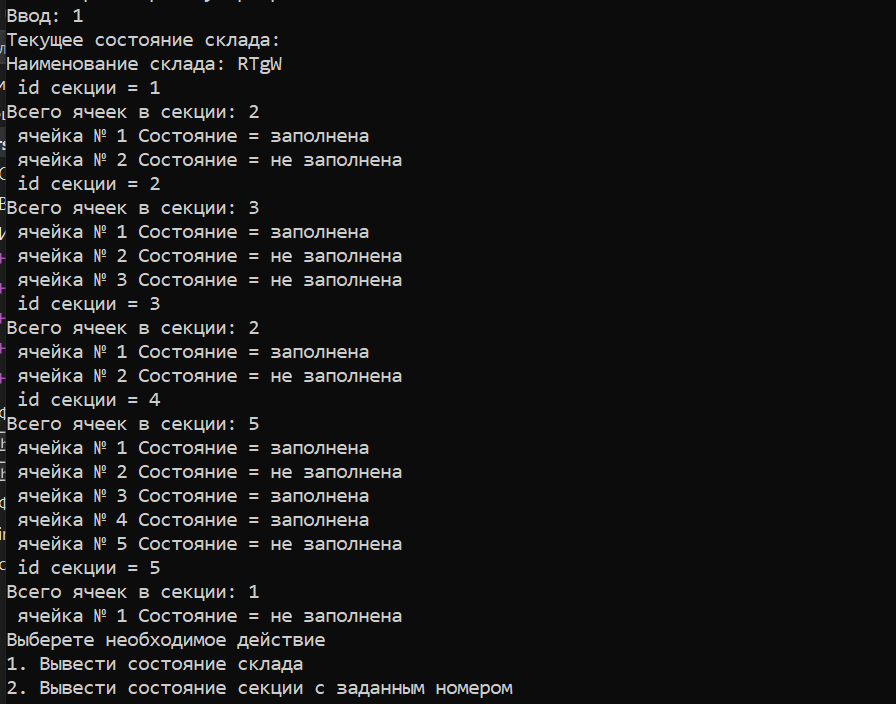 Ввод: 1
Текущее состояние склада:
Наименование склада: RTgW
id секции = 1
Всего ячеек в секции: 2
ячейка № 1 Состояние = заполнена
ячейка № 2 Состояние = не заполнена
id секции = 2
Всего ячеек в секции: 3
ячейка № 1 Состояние = заполнена
ячейка № 2 Состояние = не заполнена
ячейка № 3 Состояние = не заполнена
id секции = 3
Всего ячеек в секции: 2
ячейка № 1 Состояние = заполнена
ячейка № 2 Состояние = не заполнена
id секции = 4
Всего ячеек в секции: 5
ячейка № 1 Состояние = заполнена
ячейка № 2 Состояние = не заполнена
ячейка № 3 Состояние = заполнена
ячейка № 4 Состояние = заполнена
ячейка № 5 Состояние = не заполнена
id секции = 5
Всего ячеек в секции: 1
ячейка № 1 Состояние = не заполнена
Выберете необходимое действие
1. Вывести состояние склада
2. Вывести состояние секции с заданным номером